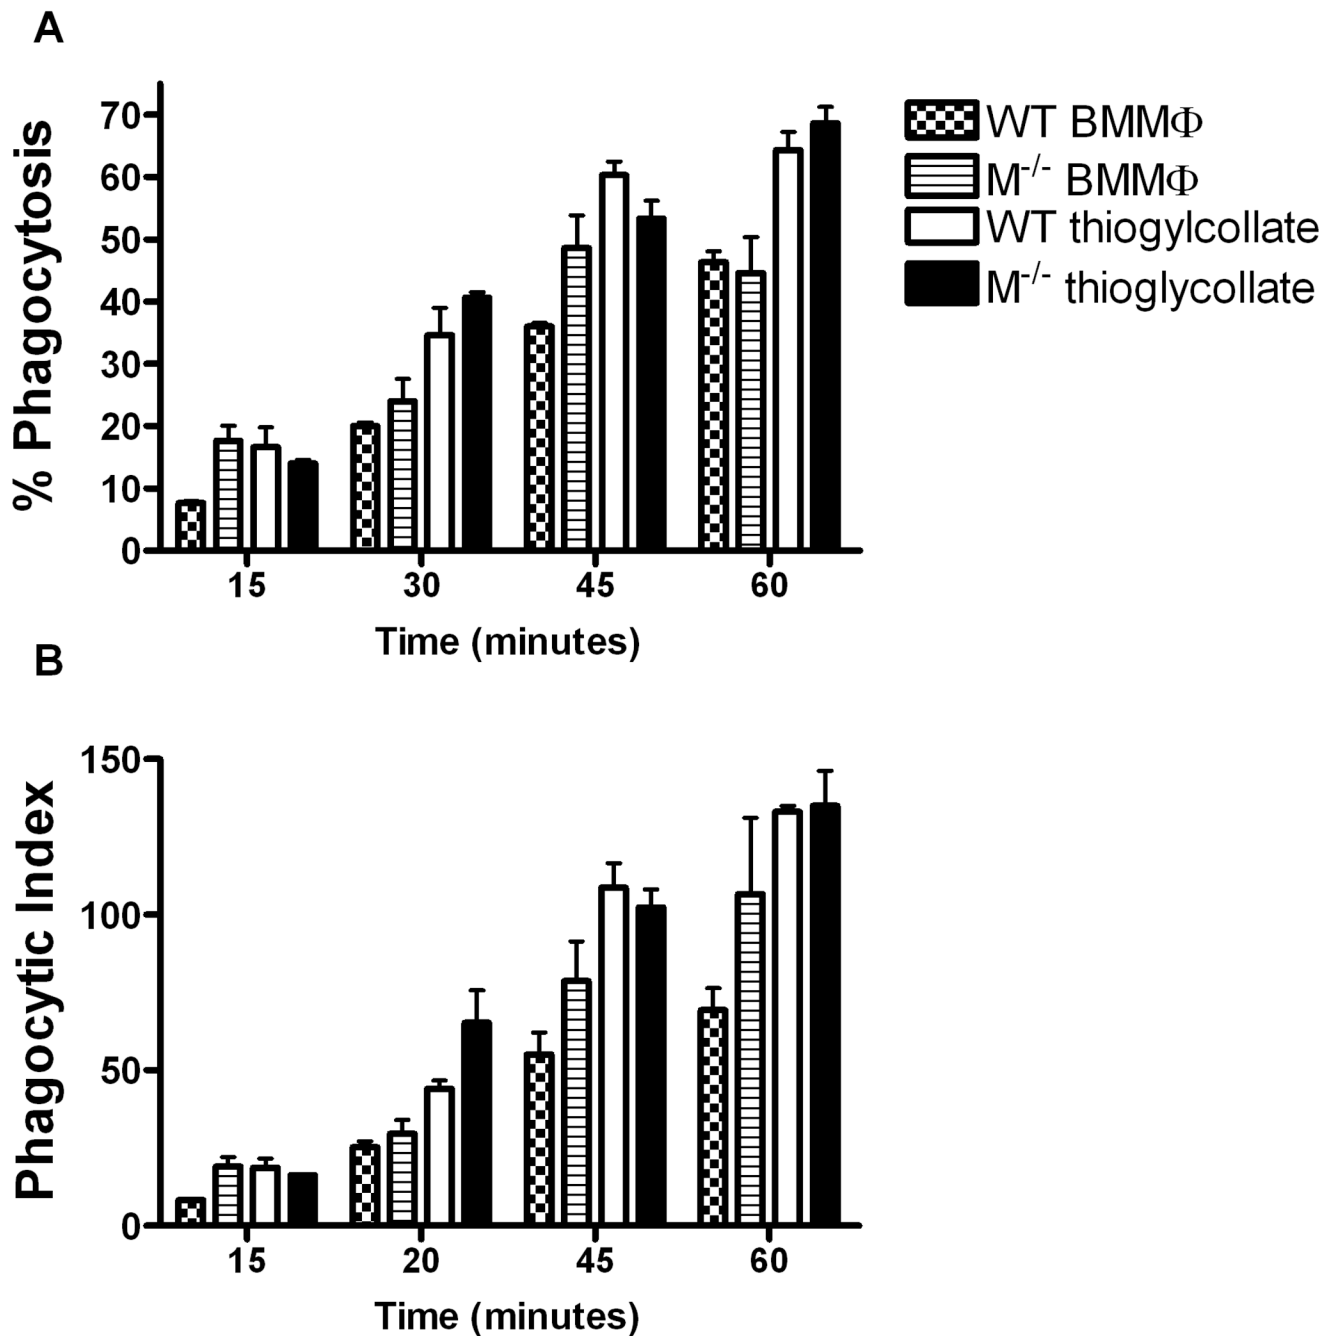 A
% Phagocytosis
70
60
50
40
30
20
10
0
15 30 45 60
Time (minutes)
WT BMMΦ
M-/- BMMΦ
WT thiogylcollate
M-/- thioglycollate
B
Phagocytic Index
150
100
50
0
15 20 45 60
Time (minutes)